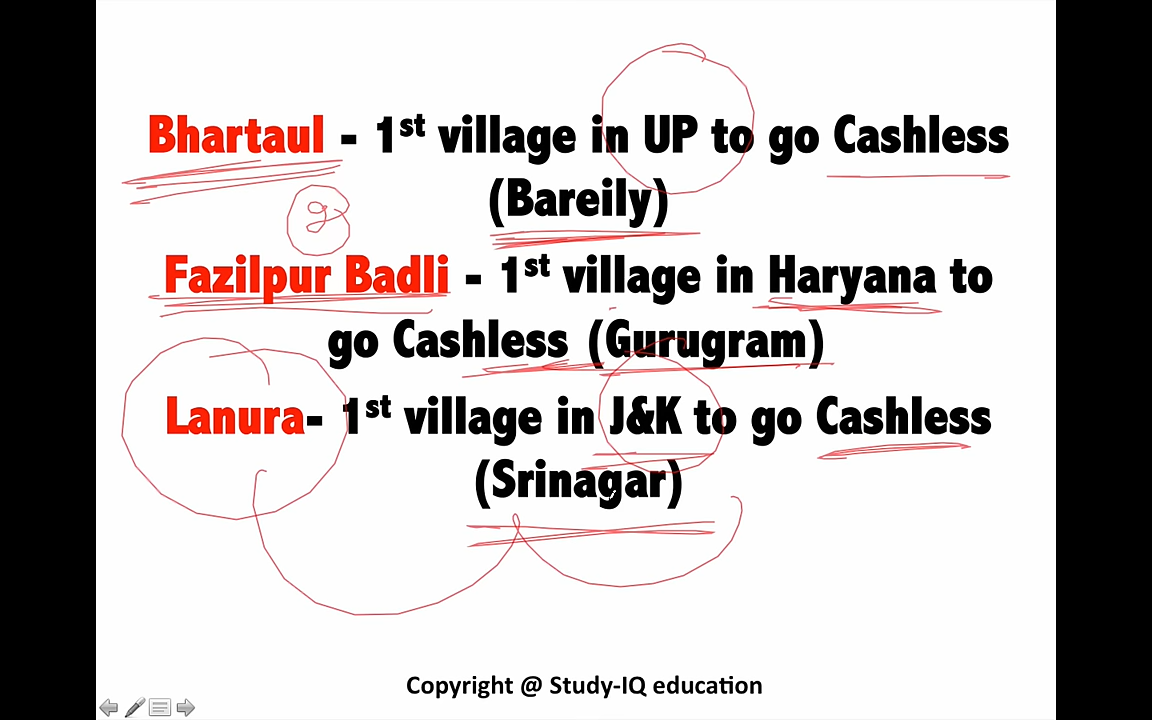 Bhartaul - 1st village in UP to go Cashless
(Bareily)
Fazilpur Badli - 1st village in Haryana to
go Cashless (Gurugram)
Lanura- 1st village in J&K to go Cashless
(Srinagar)
Copyright @ Study-IQ education